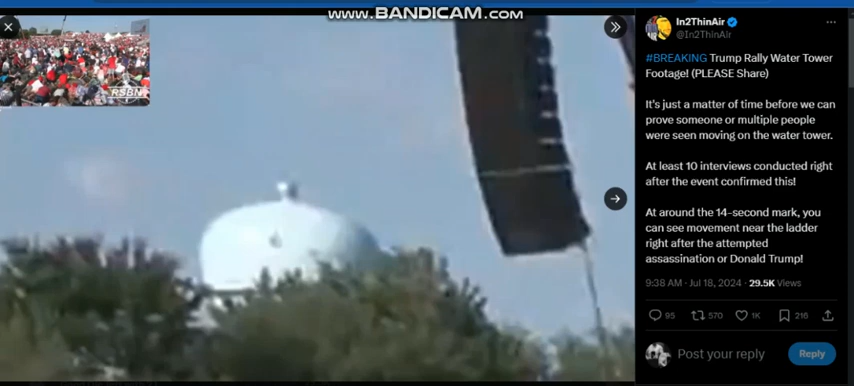 www.BANDICAM.com
RSBN
In2ThinAir
@In2ThinAir
#BREAKING Trump Rally Water Tower
Footage! (PLEASE Share)
It's just a matter of time before we can
prove someone or multiple people
were seen moving on the water tower.
At least 10 interviews conducted right
after the event confirmed this!
At around the 14-second mark, you
can see movement near the ladder
right after the attempted
assassination or Donald Trump!
9:38 AM · Jul 18, 2024 · 29.5K Views
95 570 1K 216
Post your reply
Reply